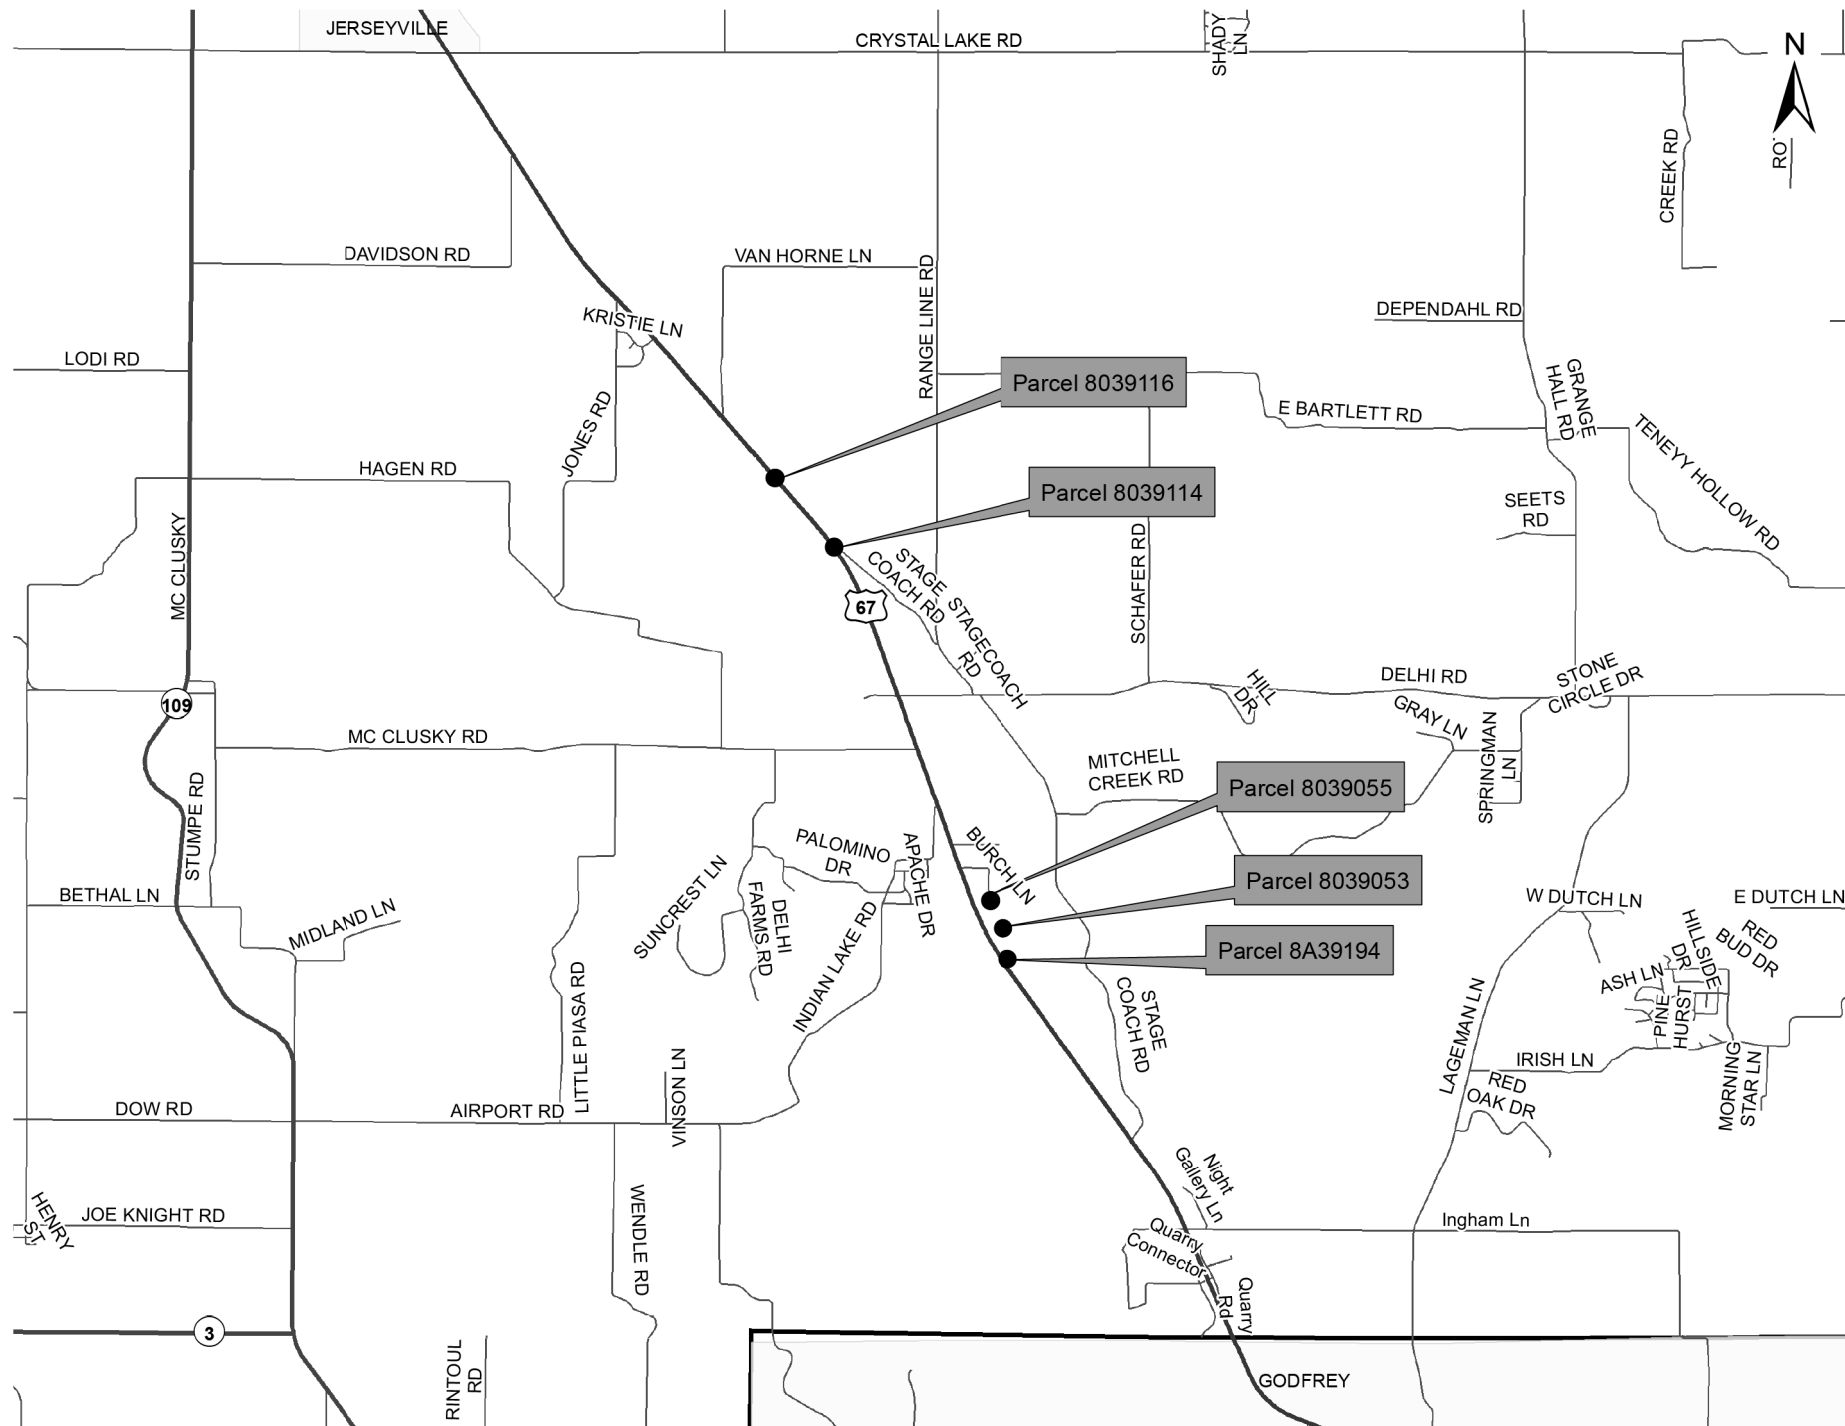 JERSEYVILLE
CRYSTAL LAKE RD
SHADY
LN
N
RO
CREEK RD
DAVIDSON RD
VAN HORNE LN
RANGE LINE RD
KRISTIE LN
DEPENDAHL RD
LODI RD
Parcel 8039116
GRANGE
HALL RD
E BARTLETT RD
TENEYY HOLLOW RD
JONES RD
HAGEN RD
Parcel 8039114
SEETS
RD
MC CLUSKY
SCHAFER RD
STAGE
COACH RD
STAGECOACH
RD
67
HILL
DR
DELHI RD
STONE
CIRCLE DR
109
GRAY LN
SPRINGMAN
LN
MC CLUSKY RD
MITCHELL
CREEK RD
Parcel 8039055
STUMPE RD
PALOMINO
DR
APACHE DR
BURCH LN
Parcel 8039053
BETHAL LN
MIDLAND LN
SUNCREST LN
DELHI
FARMS RD
INDIAN LAKE RD
W DUTCH LN
E DUTCH LN
Parcel 8A39194
HILLSIDE
DR
RED
BUD DR
ASH LN
PINE
HURST
LITTLE PIASA RD
STAGE
COACH RD
LAGEMAN LN
IRISH LN
RED
OAK DR
MORNING
STAR LN
VINSON LN
DOW RD
AIRPORT RD
Night
Gallery Ln
HENRY
ST
JOE KNIGHT RD
WENDLE RD
Ingham Ln
Quarry
Connector
Quarry
Rd
3
RINTOUL
RD
GODFREY